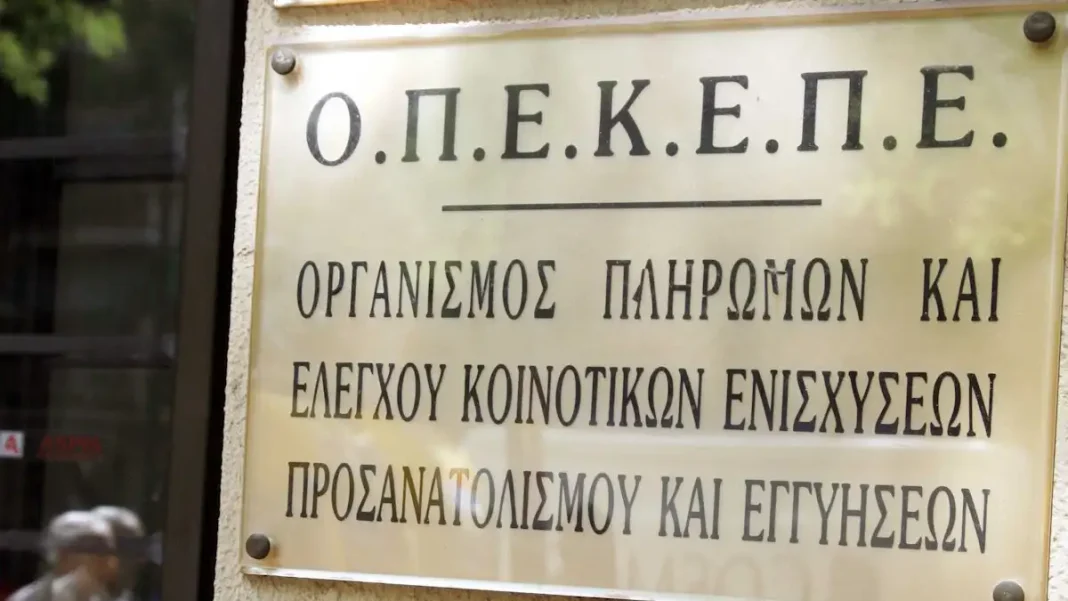 Ο.Π.Ε.Κ.Ε.Π.Ε.
ΟΡΓΑΝΙΣΜΟΣ ΠΛΗΡΩΜΩΝ ΚΑΙ
ΕΛΕΓΧΟΥ ΚΟΙΝΟΤΙΚΩΝ ΕΝΙΣΧΥΣΕΩΝ
ΠΡΟΣΑΝΑΤΟΛΙΣΜΟΥ ΚΑΙ ΕΓΓΥΗΣΕΩΝ